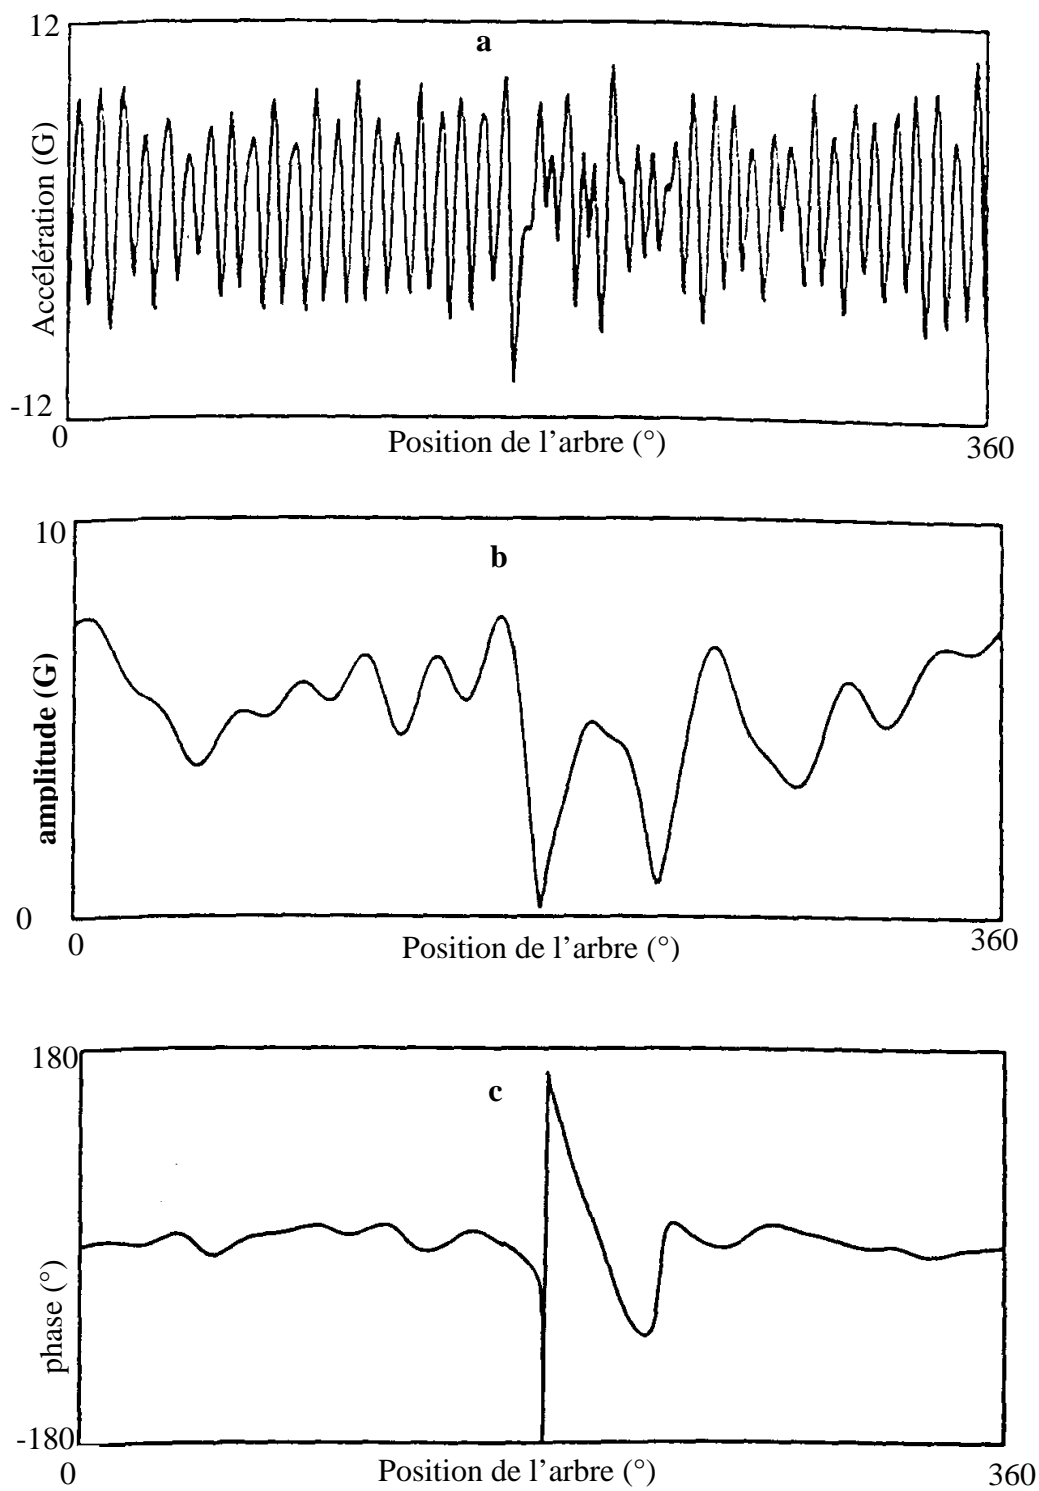 12
a
Accélération (G)
-12
0
Position de l'arbre (°)
360
10
b
amplitude (G)
0
0
Position de l'arbre (°)
360
180
c
phase (°)
-180
0
Position de l'arbre (°)
360